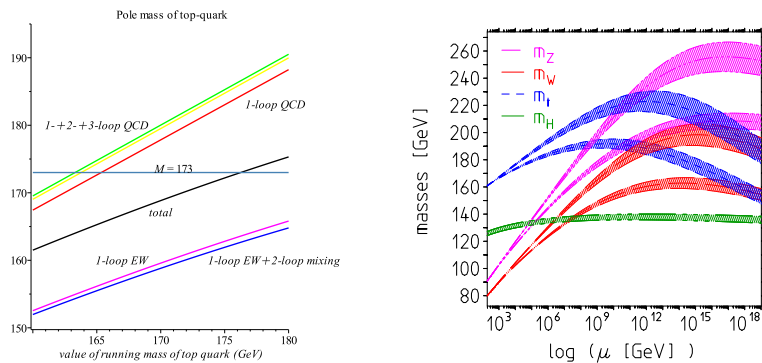 Pole mass of top-quark
190
1-loop QCD
1-+2-+3-loop QCD
180
M = 173
170
total
160
1-loop EW
1-loop EW+2-loop mixing
150
165
170
175
180
value of running mass of top quark (GeV)
260
240
220
200
180
160
140
120
100
80
masses [GeV]
m_Z
m_W
m_t
m_H
10^3
10^6
10^9
10^12
10^15
10^18
log (μ [GeV] )